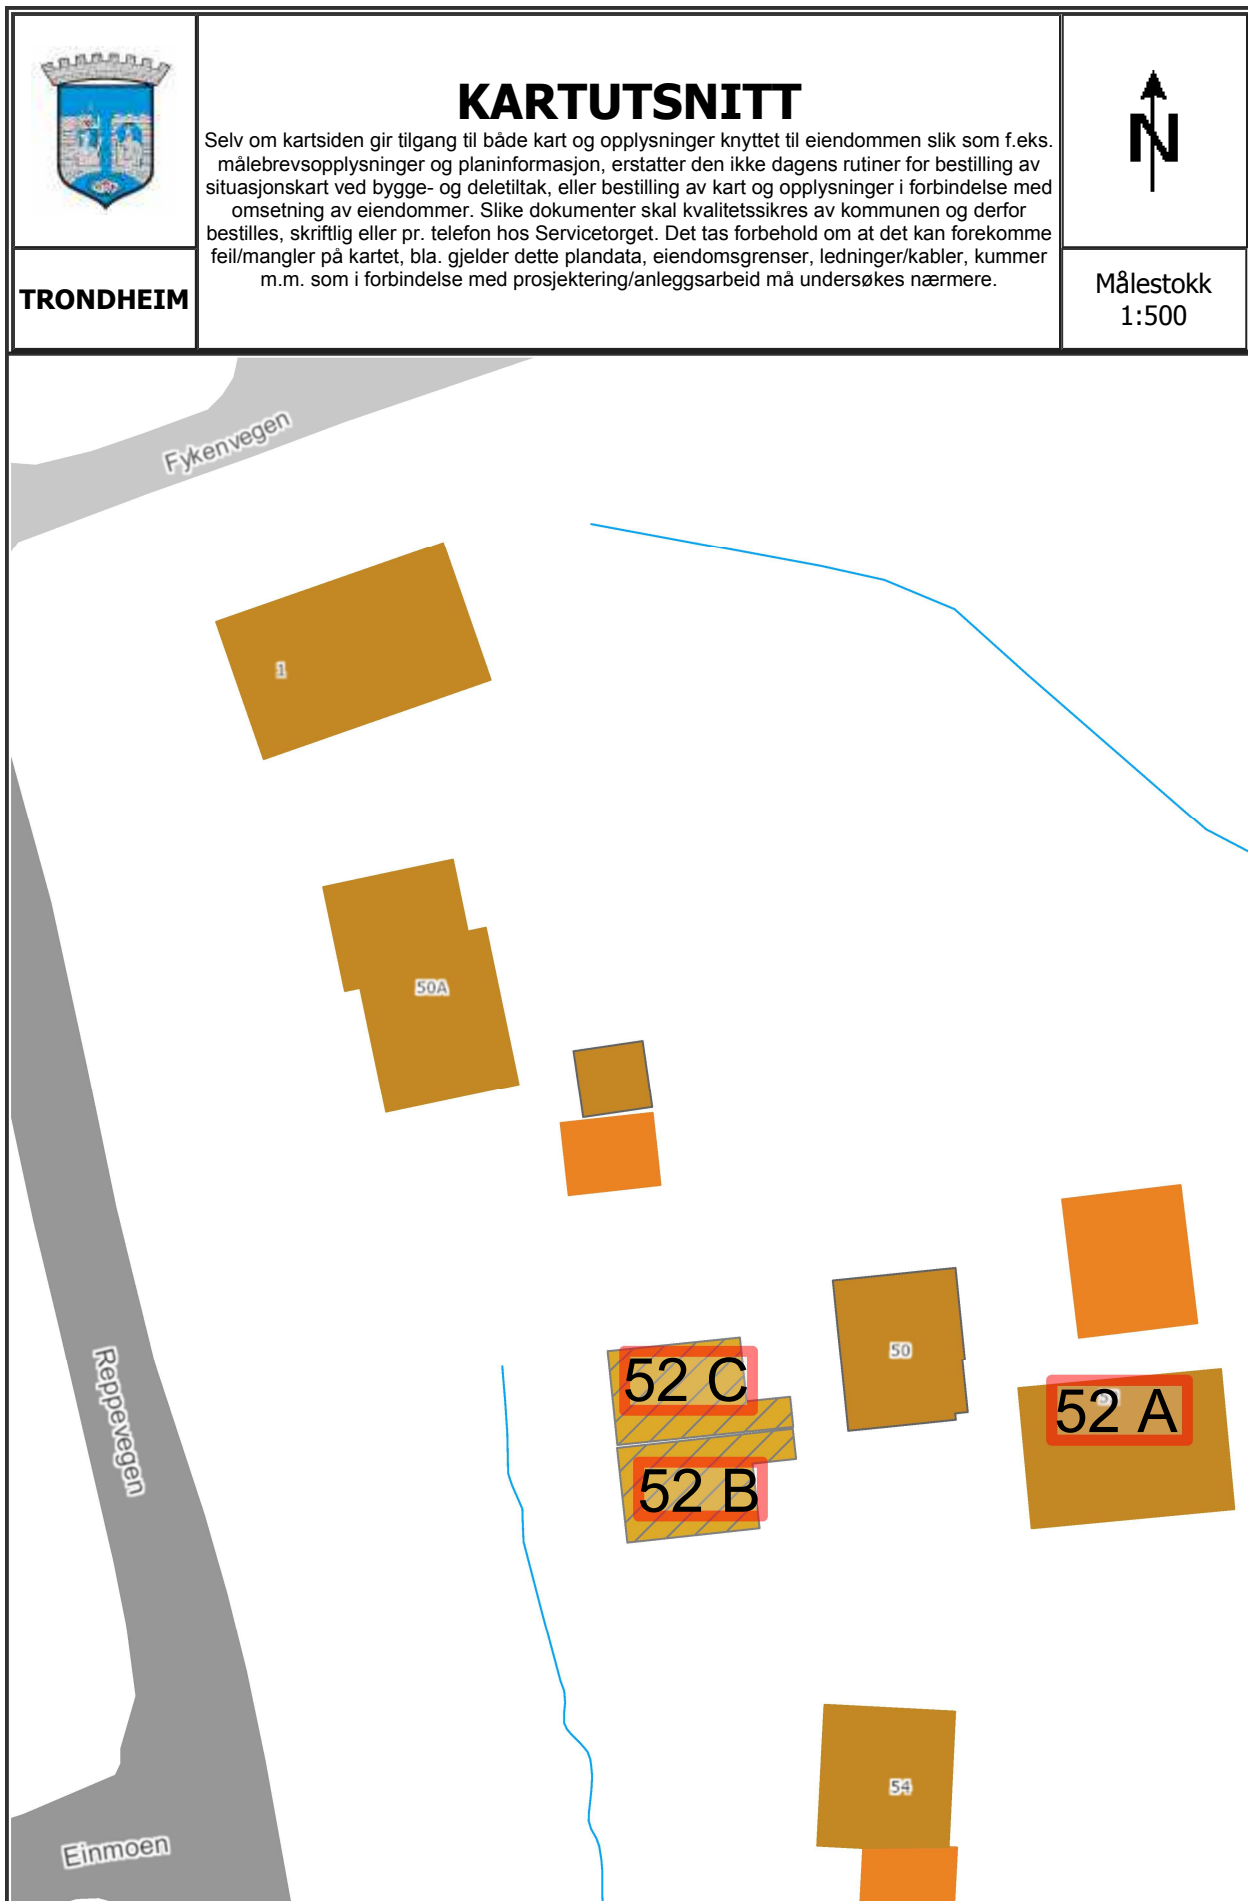 KARTUTSNITT
Selv om kartsiden gir tilgang til både kart og opplysninger knyttet til eiendommen slik som f.eks.
målebrevsopplysninger og planinformasjon, erstatter den ikke dagens rutiner for bestilling av
situasjonskart ved bygge- og deletiltak, eller bestilling av kart og opplysninger i forbindelse med
omsetning av eiendommer. Slike dokumenter skal kvalitetssikres av kommunen og derfor
bestilles, skriftlig eller pr. telefon hos Servicetorget. Det tas forbehold om at det kan forekomme
feil/mangler på kartet, bla. gjelder dette plandata, eiendomsgrenser, ledninger/kabler, kummer
m.m. som i forbindelse med prosjektering/anleggsarbeid må undersøkes nærmere.
TRONDHEIM
N
Målestokk
1:500
Fykenvegen
1
50A
50
52 C
52 A
52 B
Reppevegen
54
Einmoen